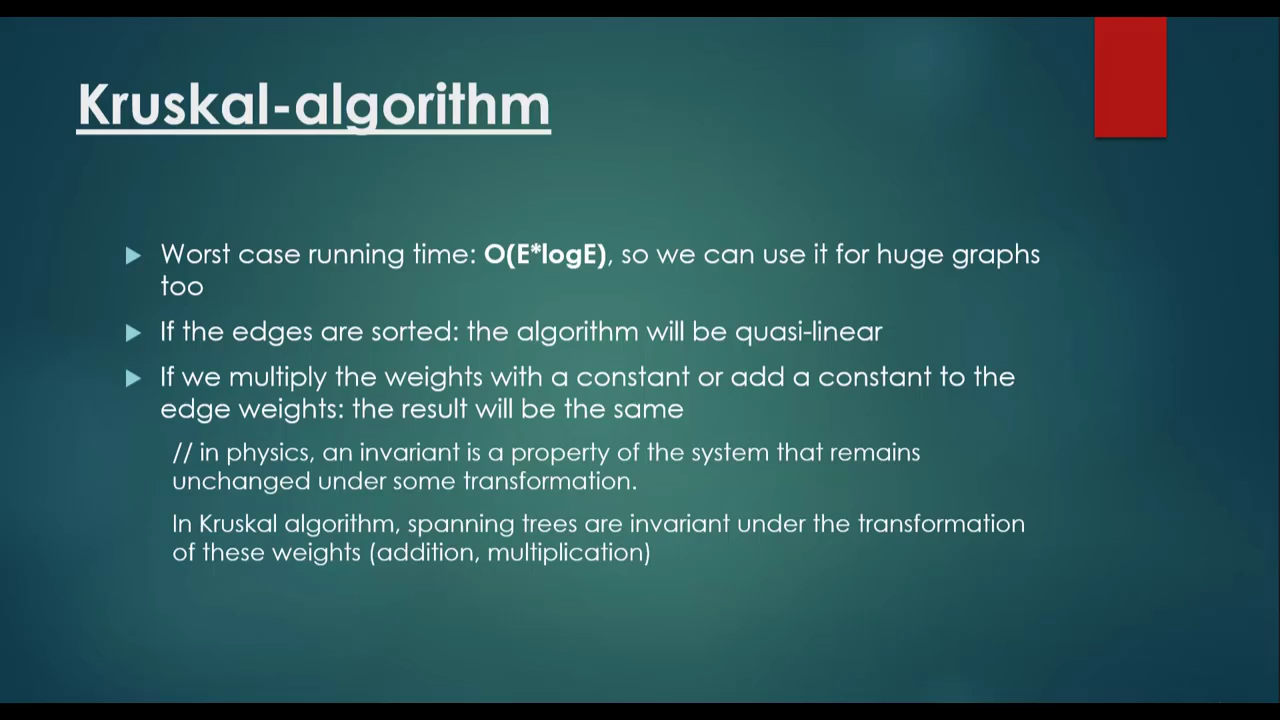 Kruskal-algorithm
Worst case running time: O(E*logE), so we can use it for huge graphs
too
If the edges are sorted: the algorithm will be quasi-linear
If we multiply the weights with a constant or add a constant to the
edge weights: the result will be the same
// in physics, an invariant is a property of the system that remains
unchanged under some transformation.
In Kruskal algorithm, spanning trees are invariant under the transformation
of these weights (addition, multiplication)